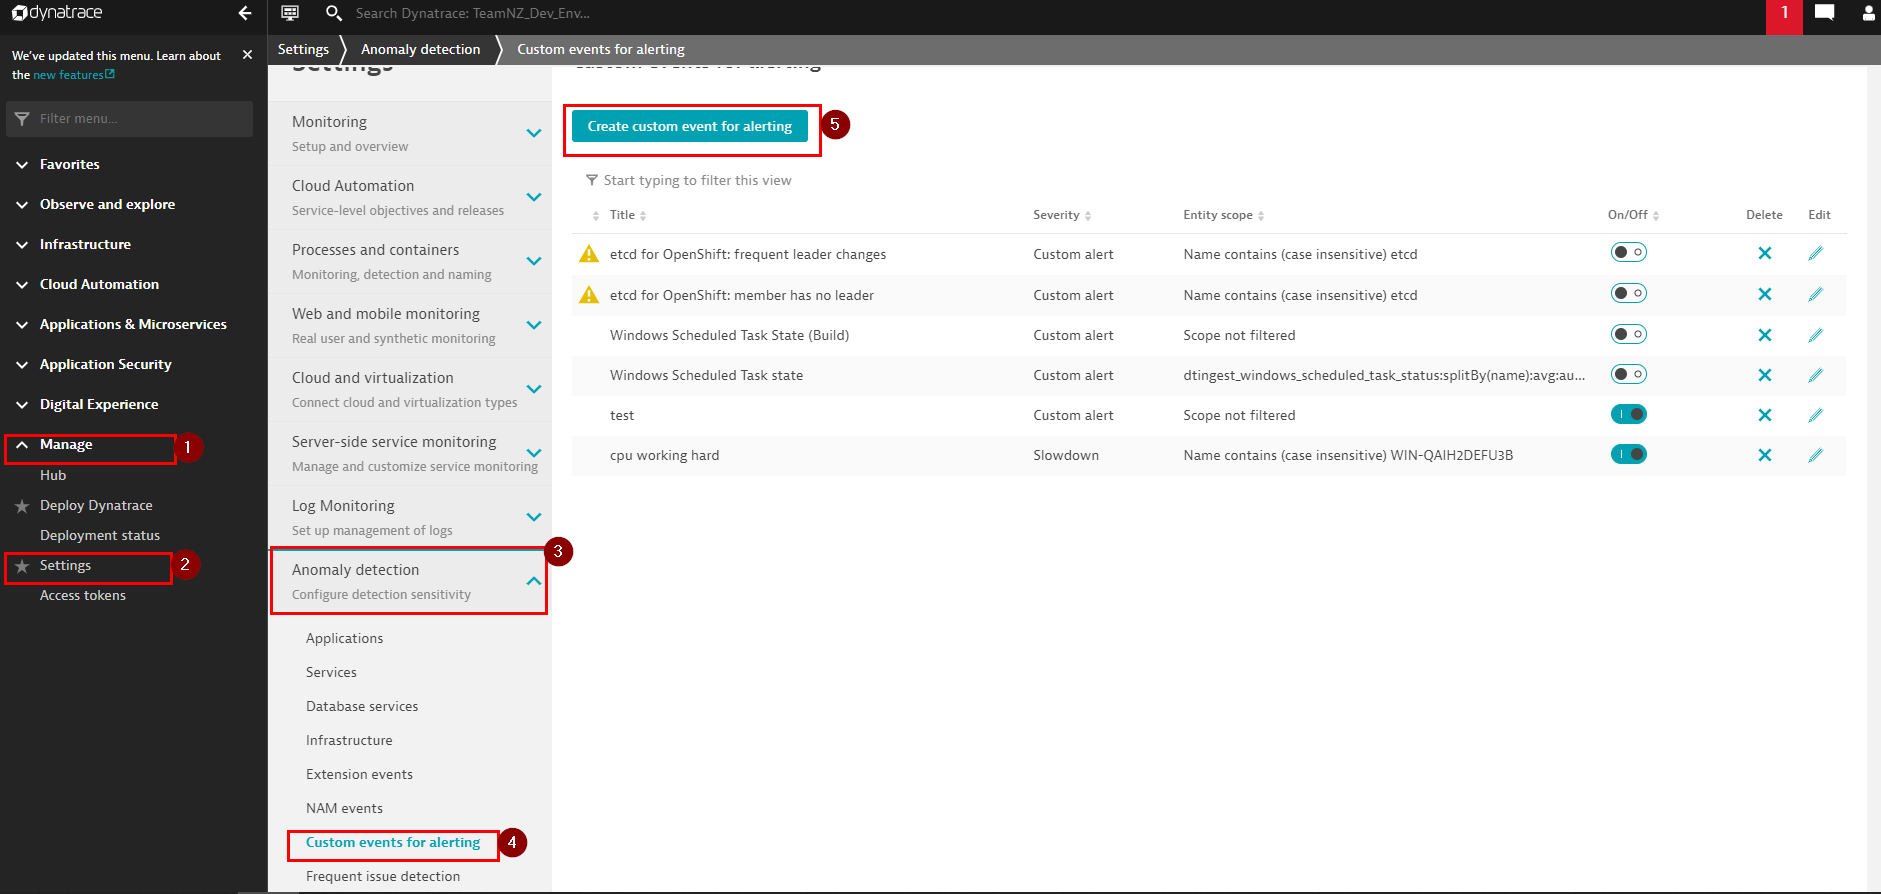 dynatrace
Search Dynatrace: TeamNZ_Dev_Env...
1
We've updated this menu. Learn about
the new features
Filter menu...
Favorites
Observe and explore
Infrastructure
Cloud Automation
Applications & Microservices
Application Security
Digital Experience
Manage
1
Hub
Deploy Dynatrace
Deployment status
Settings
2
Access tokens
Settings
Anomaly detection
Custom events for alerting
Settings
Monitoring
Setup and overview
Cloud Automation
Service-level objectives and releases
Processes and containers
Monitoring, detection and naming
Web and mobile monitoring
Real user and synthetic monitoring
Cloud and virtualization
Connect cloud and virtualization types
Server-side service monitoring
Manage and customize service monitoring
Log Monitoring
Set up management of logs
Anomaly detection
3
Configure detection sensitivity
Applications
Services
Database services
Infrastructure
Extension events
NAM events
Custom events for alerting
4
Frequent issue detection
Custom events for alerting
Create custom event for alerting
5
Start typing to filter this view
Title Severity Entity scope On/Off Delete Edit
etcd for OpenShift: frequent leader changes Custom alert Name contains (case insensitive) etcd
etcd for OpenShift: member has no leader Custom alert Name contains (case insensitive) etcd
Windows Scheduled Task State (Build) Custom alert Scope not filtered
Windows Scheduled Task state Custom alert dtingest_windows_scheduled_task_status:splitBy(name):avg:au...
test Custom alert Scope not filtered
cpu working hard Slowdown Name contains (case insensitive) WIN-QAIH2DEFU3B